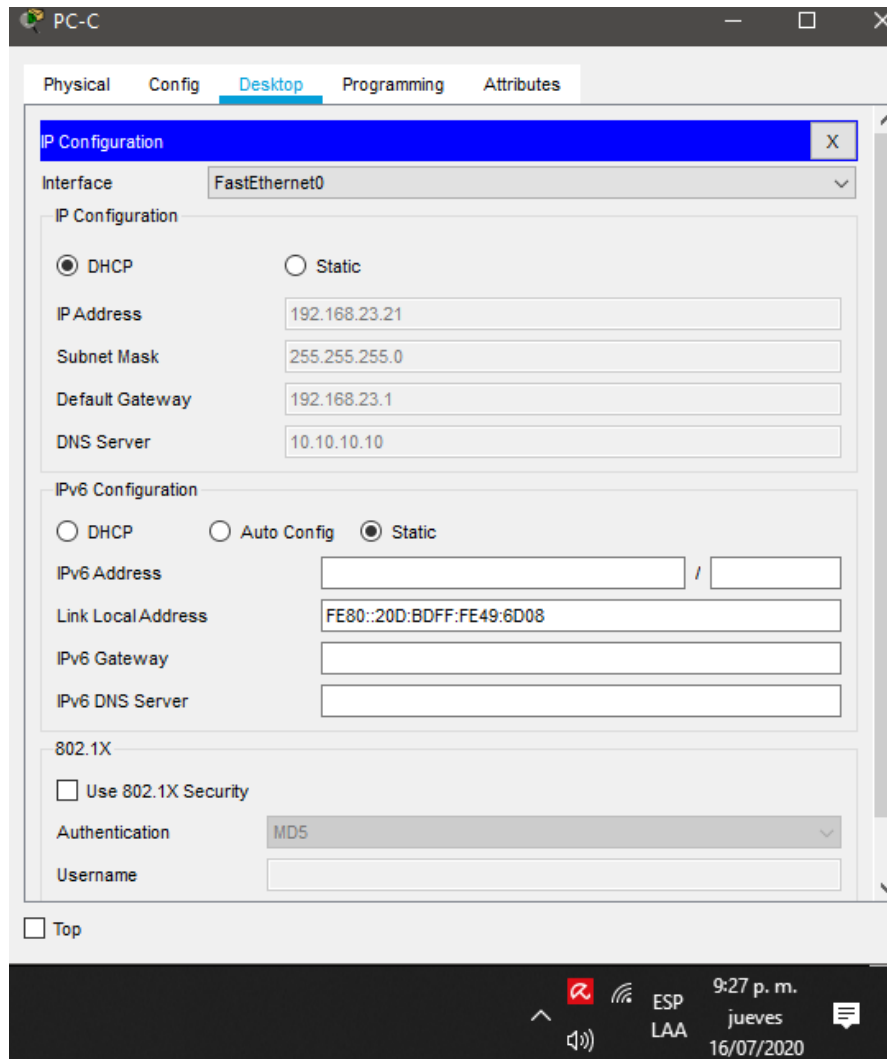 PC-C
Physical Config Desktop Programming Attributes
IP Configuration X
Interface FastEthernet0
IP Configuration
DHCP Static
IP Address 192.168.23.21
Subnet Mask 255.255.255.0
Default Gateway 192.168.23.1
DNS Server 10.10.10.10
IPv6 Configuration
DHCP Auto Config Static
IPv6 Address /
Link Local Address FE80::20D:BDFF:FE49:6D08
IPv6 Gateway
IPv6 DNS Server
802.1X
Use 802.1X Security
Authentication MD5
Username
Top
9:27 p. m.
ESP jueves
LAA 16/07/2020